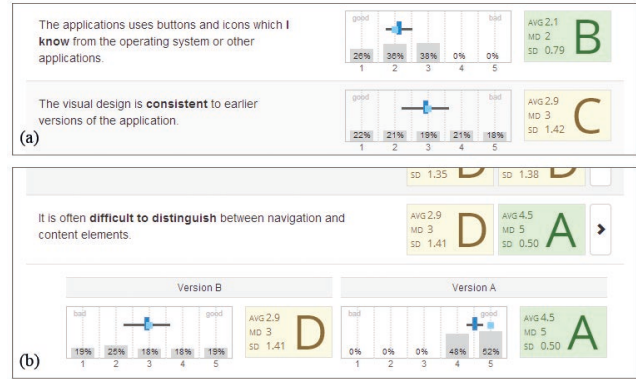 The applications uses buttons and icons which I
know from the operating system or other
applications.
good bad
26% 36% 38% 0% 0%
1 2 3 4 5
AVG 2.1
MD 2
SD 0.79
B
The visual design is consistent to earlier
versions of the application.
good bad
22% 21% 19% 21% 18%
1 2 3 4 5
AVG 2.9
MD 3
SD 1.42
C
(a)
SD 1.35 D
SD 1.38 D
It is often difficult to distinguish between navigation and
content elements.
AVG 2.9
MD 3
SD 1.41
D
AVG 4.5
MD 5
SD 0.50
A
Version B
bad good
19% 25% 18% 18% 19%
1 2 3 4 5
AVG 2.9
MD 3
SD 1.41
D
Version A
bad good
0% 0% 0% 48% 52%
1 2 3 4 5
AVG 4.5
MD 5
SD 0.50
A
(b)